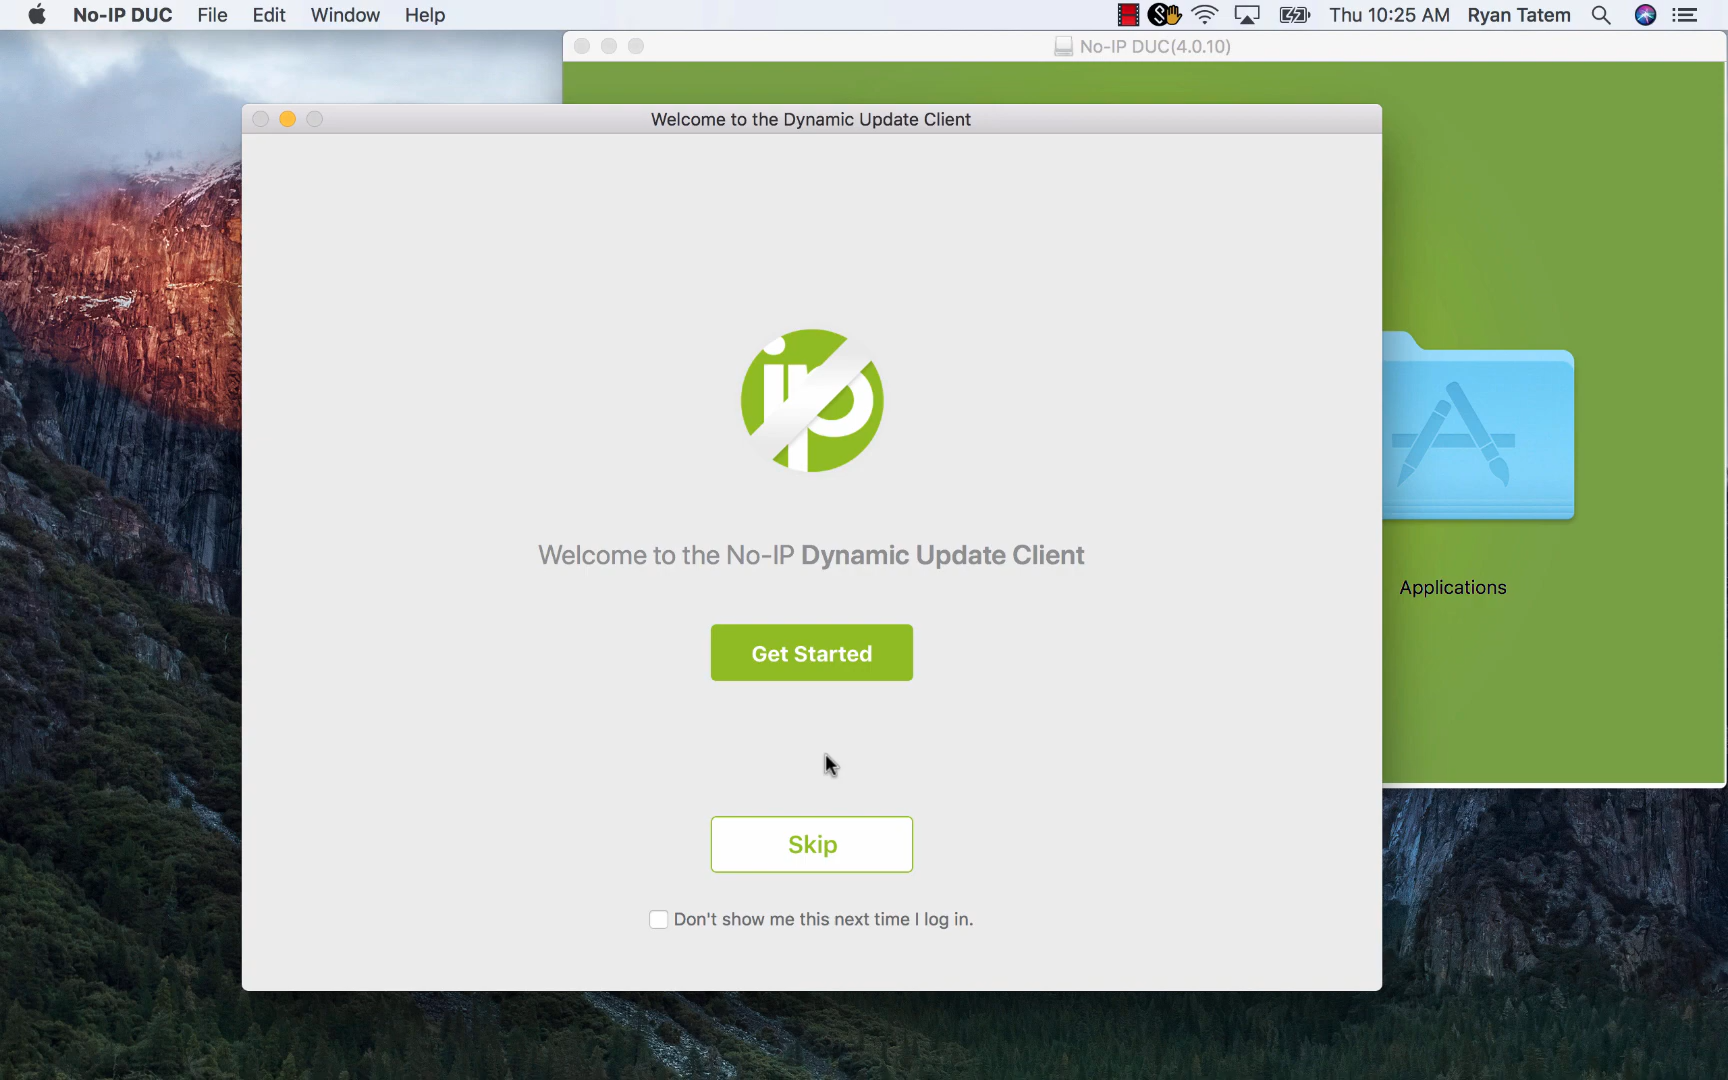 No-IP DUC File Edit Window Help Thu 10:25 AM Ryan Tatem
No-IP DUC(4.0.10)
Welcome to the Dynamic Update Client
ip
Welcome to the No-IP Dynamic Update Client
Get Started
Applications
Skip
Don't show me this next time I log in.